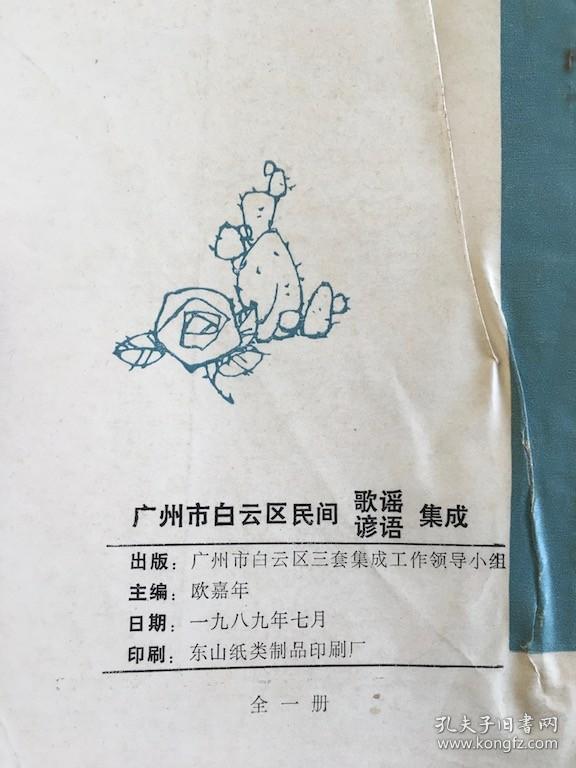 广州市白云区民间 歌谣 谚语 集成
出版：广州市白云区三套集成工作领导小组
主编：欧嘉年
日期：一九八九年七月
印刷：东山纸类制品印刷厂
全一册
孔夫子旧书网
www.kongfz.com